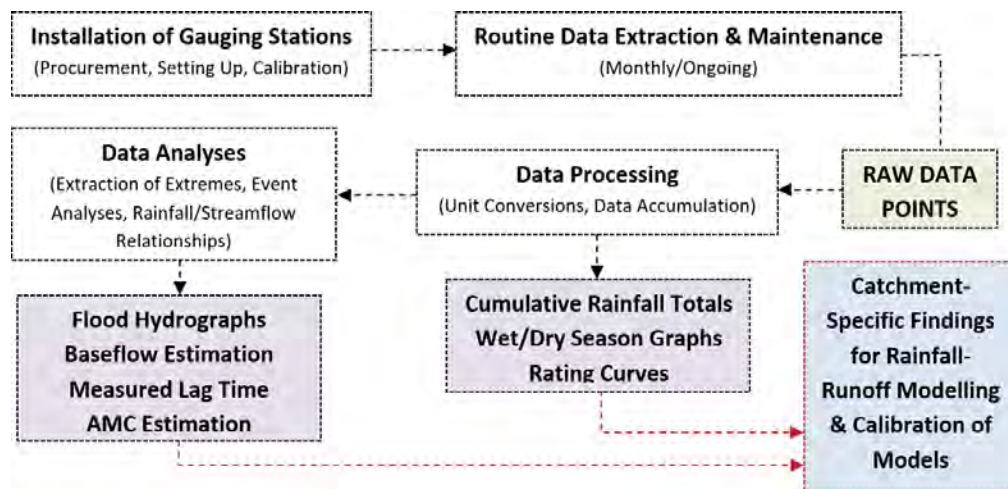 Installation of Gauging Stations
(Procurement, Setting Up, Calibration)
Routine Data Extraction & Maintenance
(Monthly/Ongoing)
Data Analyses
(Extraction of Extremes, Event
Analyses, Rainfall/Streamflow
Relationships)
Data Processing
(Unit Conversions, Data Accumulation)
RAW DATA
POINTS
Flood Hydrographs
Baseflow Estimation
Measured Lag Time
AMC Estimation
Cumulative Rainfall Totals
Wet/Dry Season Graphs
Rating Curves
Catchment-
Specific Findings
for Rainfall-
Runoff Modelling
& Calibration of
Models